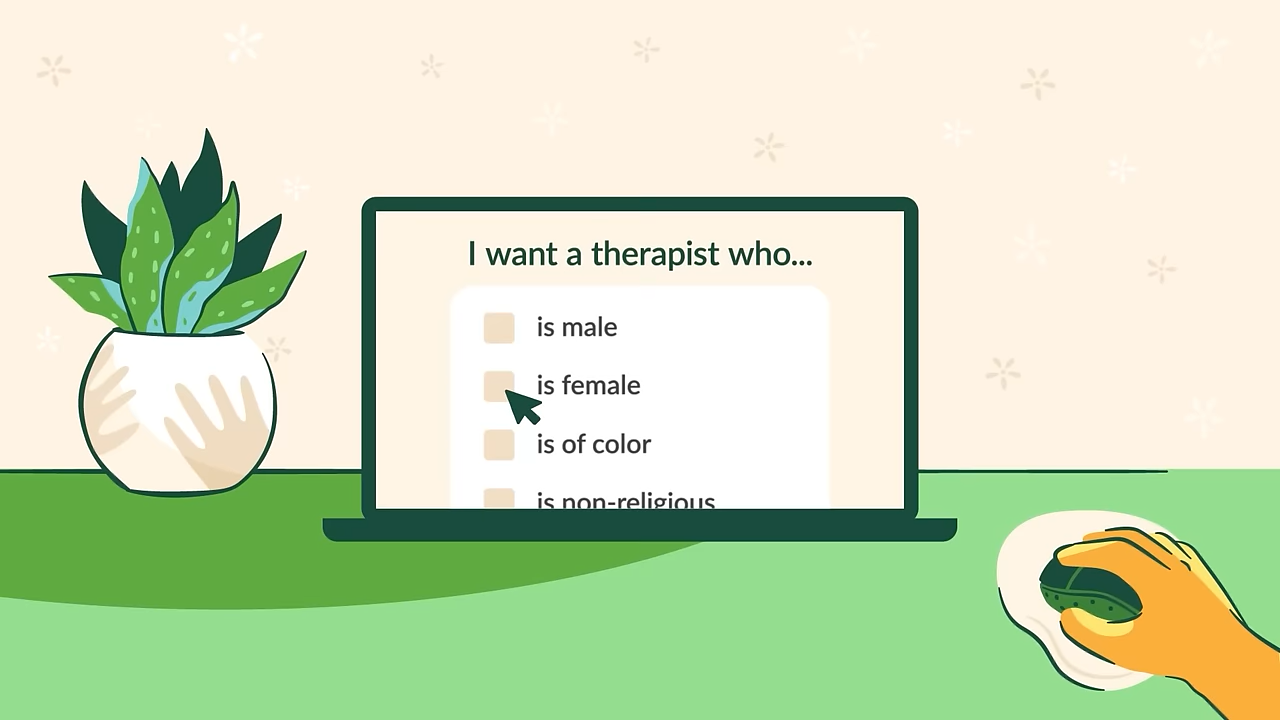 I want a therapist who...
is male
is female
is of color
is non-religious